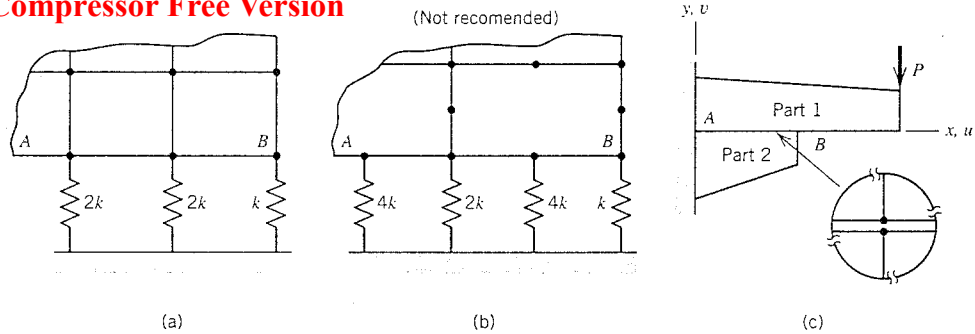 Compressor Free Version
(Not recomended)
A
B
2k
2k
k
(a)
A
B
4k
2k
4k
k
(b)
y, v
P
A
Part 1
x, u
Part 2
B
(c)